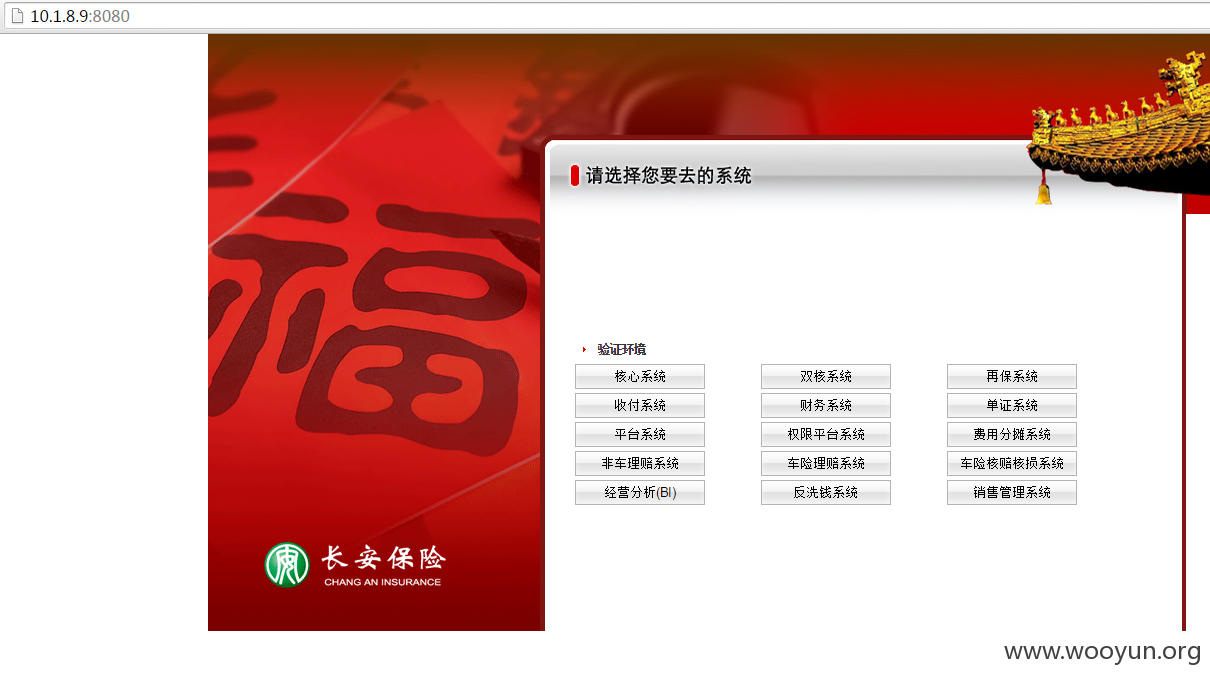 10.1.8.9:8080
请选择您要去的系统
验证环境
核心系统 双核系统 再保系统
收付系统 财务系统 单证系统
平台系统 权限平台系统 费用分摊系统
非车理赔系统 车险理赔系统 车险核赔核损系统
经营分析(BI) 反洗钱系统 销售管理系统
福
长安保险
CHANG AN INSURANCE
www.wooyun.org